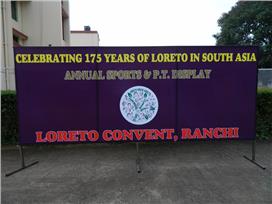 CELEBRATING 175 YEARS OF LORETO IN SOUTH ASIA
ANNUAL SPORTS & P.T. DISPLAY
LORETO CONVENT, RANCHI